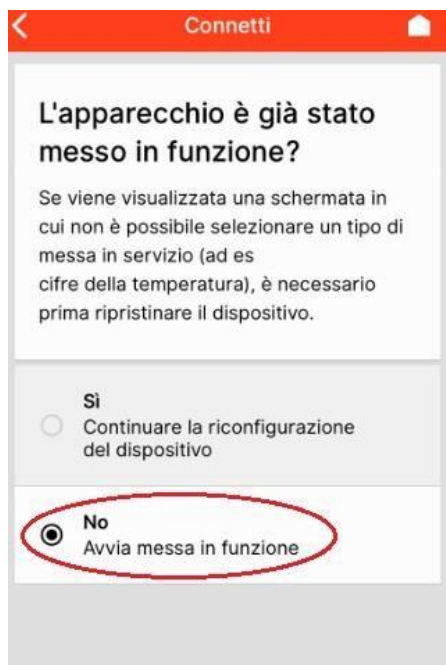 Connetti
L'apparecchio è già stato
messo in funzione?
Se viene visualizzata una schermata in
cui non è possibile selezionare un tipo di
messa in servizio (ad es
cifre della temperatura), è necessario
prima ripristinare il dispositivo.
Sì
Continuare la riconfigurazione
del dispositivo
No
Avvia messa in funzione